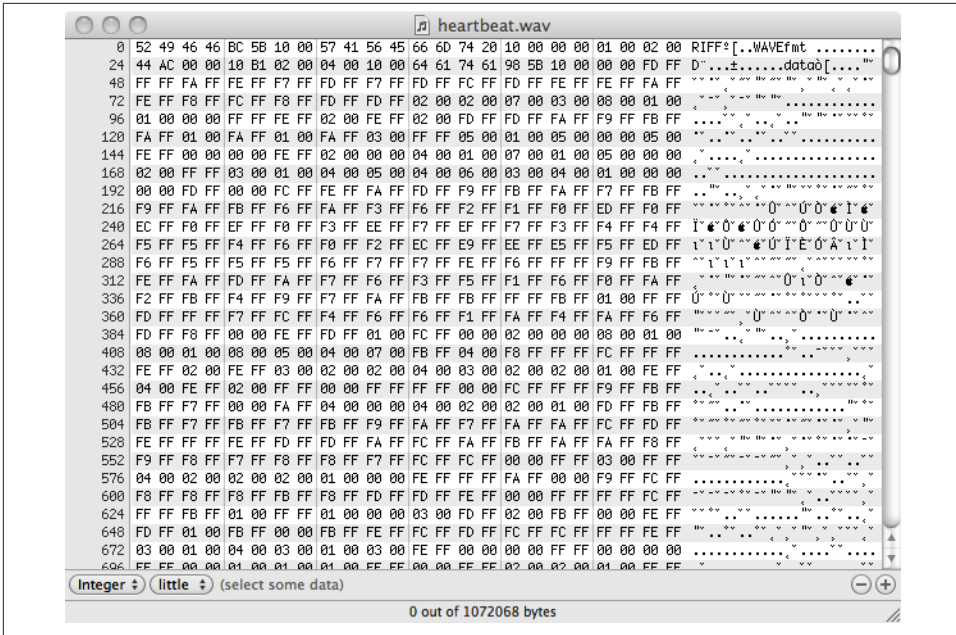 heartbeat.wav
0 52 49 46 46 BC 5B 10 00 57 41 56 45 66 6D 74 20 10 00 00 00 01 00 02 00 RIFFº[..WAVEfmt ........
24 44 AC 00 00 10 B1 02 00 04 00 10 00 64 61 74 61 98 5B 10 00 00 00 FD FF
48 FF FF FA FF FE FF F7 FF FD FF FD FF FC FF FD FF FE FF FE FF FA FF
72 FE FF F8 FF FC FF F8 FF FD FF FD FF 02 00 02 00 07 00 03 00 08 00 01 00
96 01 00 00 00 FF FF FE FF 02 00 FE FF 02 00 FD FF FD FF FA FF F9 FF FB FF
120 FA FF 01 00 FA FF 01 00 FA FF 03 00 FF FF 05 00 01 00 05 00 00 00 05 00
144 FE FF 00 00 00 00 FE FF 02 00 00 00 04 00 01 00 07 00 01 00 05 00 00 00
168 02 00 FF FF 03 00 01 00 04 00 05 00 04 00 06 00 03 00 04 00 01 00 00 00
192 00 00 FD FF 00 00 FC FF FE FF FA FF FD FF F9 FF FB FF FA FF F7 FF FB FF
216 F9 FF FA FF FB FF F6 FF FA FF F3 FF F6 FF F2 FF F1 FF F0 FF ED FF F0 FF
240 EC FF F0 FF EF FF F0 FF F3 FF EE FF F7 FF EF FF F7 FF F3 FF F4 FF F4 FF
264 F5 FF F5 FF F4 FF F6 FF F0 FF F2 FF EC FF E9 FF EE FF E5 FF F5 FF ED FF
288 F6 FF F5 FF F5 FF F5 FF F6 FF F7 FF F7 FF FE FF F6 FF FF FF F9 FF FB FF
312 FE FF FA FF FD FF FA FF F7 FF F6 FF F3 FF F5 FF F1 FF F6 FF F0 FF FA FF
336 F2 FF FB FF F4 FF F9 FF F7 FF FA FF FB FF FB FF FF FF FB FF 01 00 FF FF
360 FD FF FF FF F7 FF FC FF F4 FF F6 FF F6 FF F1 FF FA FF F4 FF FA FF F6 FF
384 FD FF F8 FF 00 00 FE FF FD FF 01 00 FC FF 00 00 02 00 00 00 08 00 01 00
408 08 00 01 00 08 00 05 00 04 00 07 00 FB FF 04 00 F8 FF FF FF FC FF FF FF
432 FE FF 02 00 FE FF 03 00 02 00 02 00 04 00 03 00 02 00 02 00 01 00 FE FF
456 04 00 FE FF 02 00 FF FF 00 00 FF FF FF FF 00 00 FC FF FF FF F9 FF FB FF
480 FB FF F7 FF 00 00 FA FF 04 00 00 00 04 00 02 00 02 00 01 00 FD FF FB FF
504 FB FF F7 FF FB FF F7 FF FB FF F9 FF FA FF F7 FF FA FF FA FF FC FF FD FF
528 FE FF FF FF FE FF FD FF FD FF FA FF FC FF FA FF FB FF FA FF FA FF F8 FF
552 F9 FF F8 FF F7 FF F8 FF F8 FF F7 FF FC FF FC FF 00 00 FF FF 03 00 FF FF
576 04 00 02 00 02 00 02 00 01 00 00 00 FE FF FF FF FA FF 00 00 F9 FF FC FF
600 F8 FF F8 FF F8 FF FB FF F8 FF FD FF FD FF FE FF 00 00 FF FF FF FF FC FF
624 FF FF FB FF 01 00 FF FF 01 00 00 00 03 00 FD FF 02 00 FB FF 00 00 FE FF
648 FD FF 01 00 FB FF 00 00 FB FF FE FF FC FF FD FF FC FF FC FF FF FF FE FF
672 03 00 01 00 04 00 03 00 01 00 03 00 FE FF 00 00 00 00 FF FF 00 00 00 00
Integer little (select some data)
0 out of 1072068 bytes